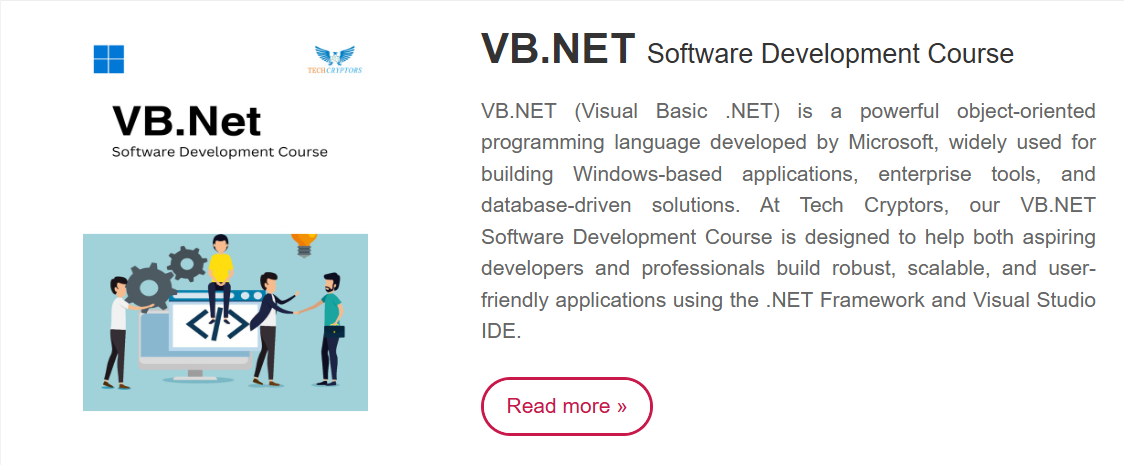 TECHCRYPTORS
VB.Net
Software Development Course
</>
VB.NET Software Development Course
VB.NET (Visual Basic .NET) is a powerful object-oriented
programming language developed by Microsoft, widely used for
building Windows-based applications, enterprise tools, and
database-driven solutions. At Tech Cryptors, our VB.NET
Software Development Course is designed to help both aspiring
developers and professionals build robust, scalable, and user-
friendly applications using the .NET Framework and Visual Studio
IDE.
Read more »